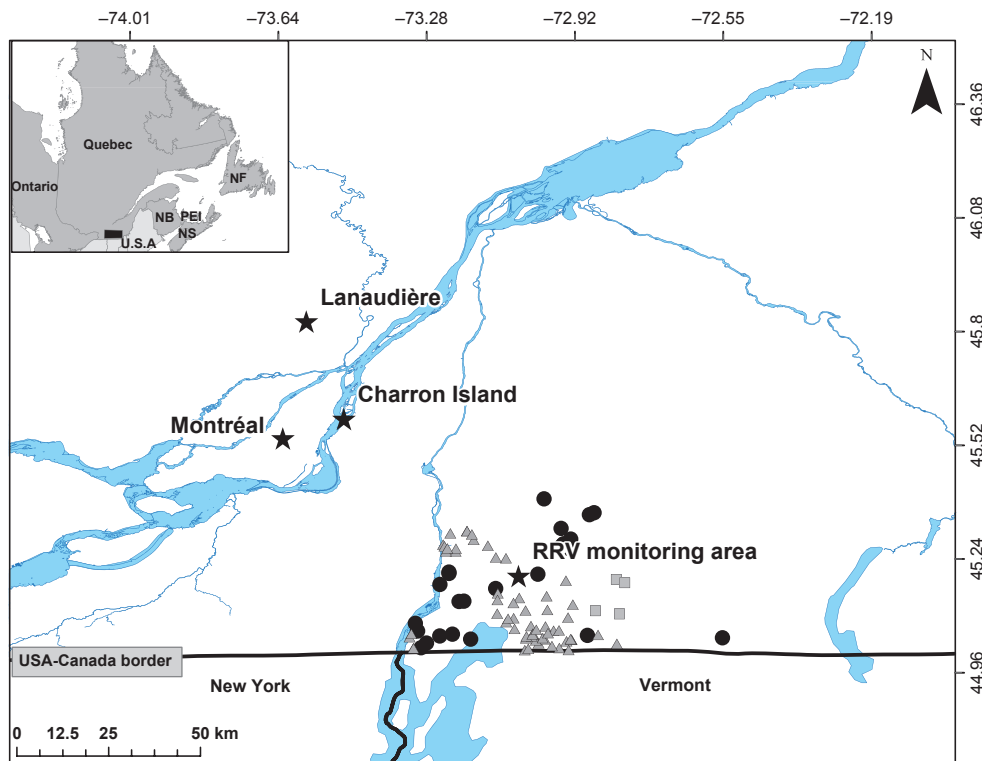 −74.01 −73.64 −73.28 −72.92 −72.55 −72.19
N
46.36
Quebec
Ontario
NF
NB PEI
NS
U.S.A
46.08
Lanaudière
45.8
Charron Island
Montréal
45.52
RRV monitoring area
45.24
USA-Canada border
44.96
New York
Vermont
0 12.5 25 50 km